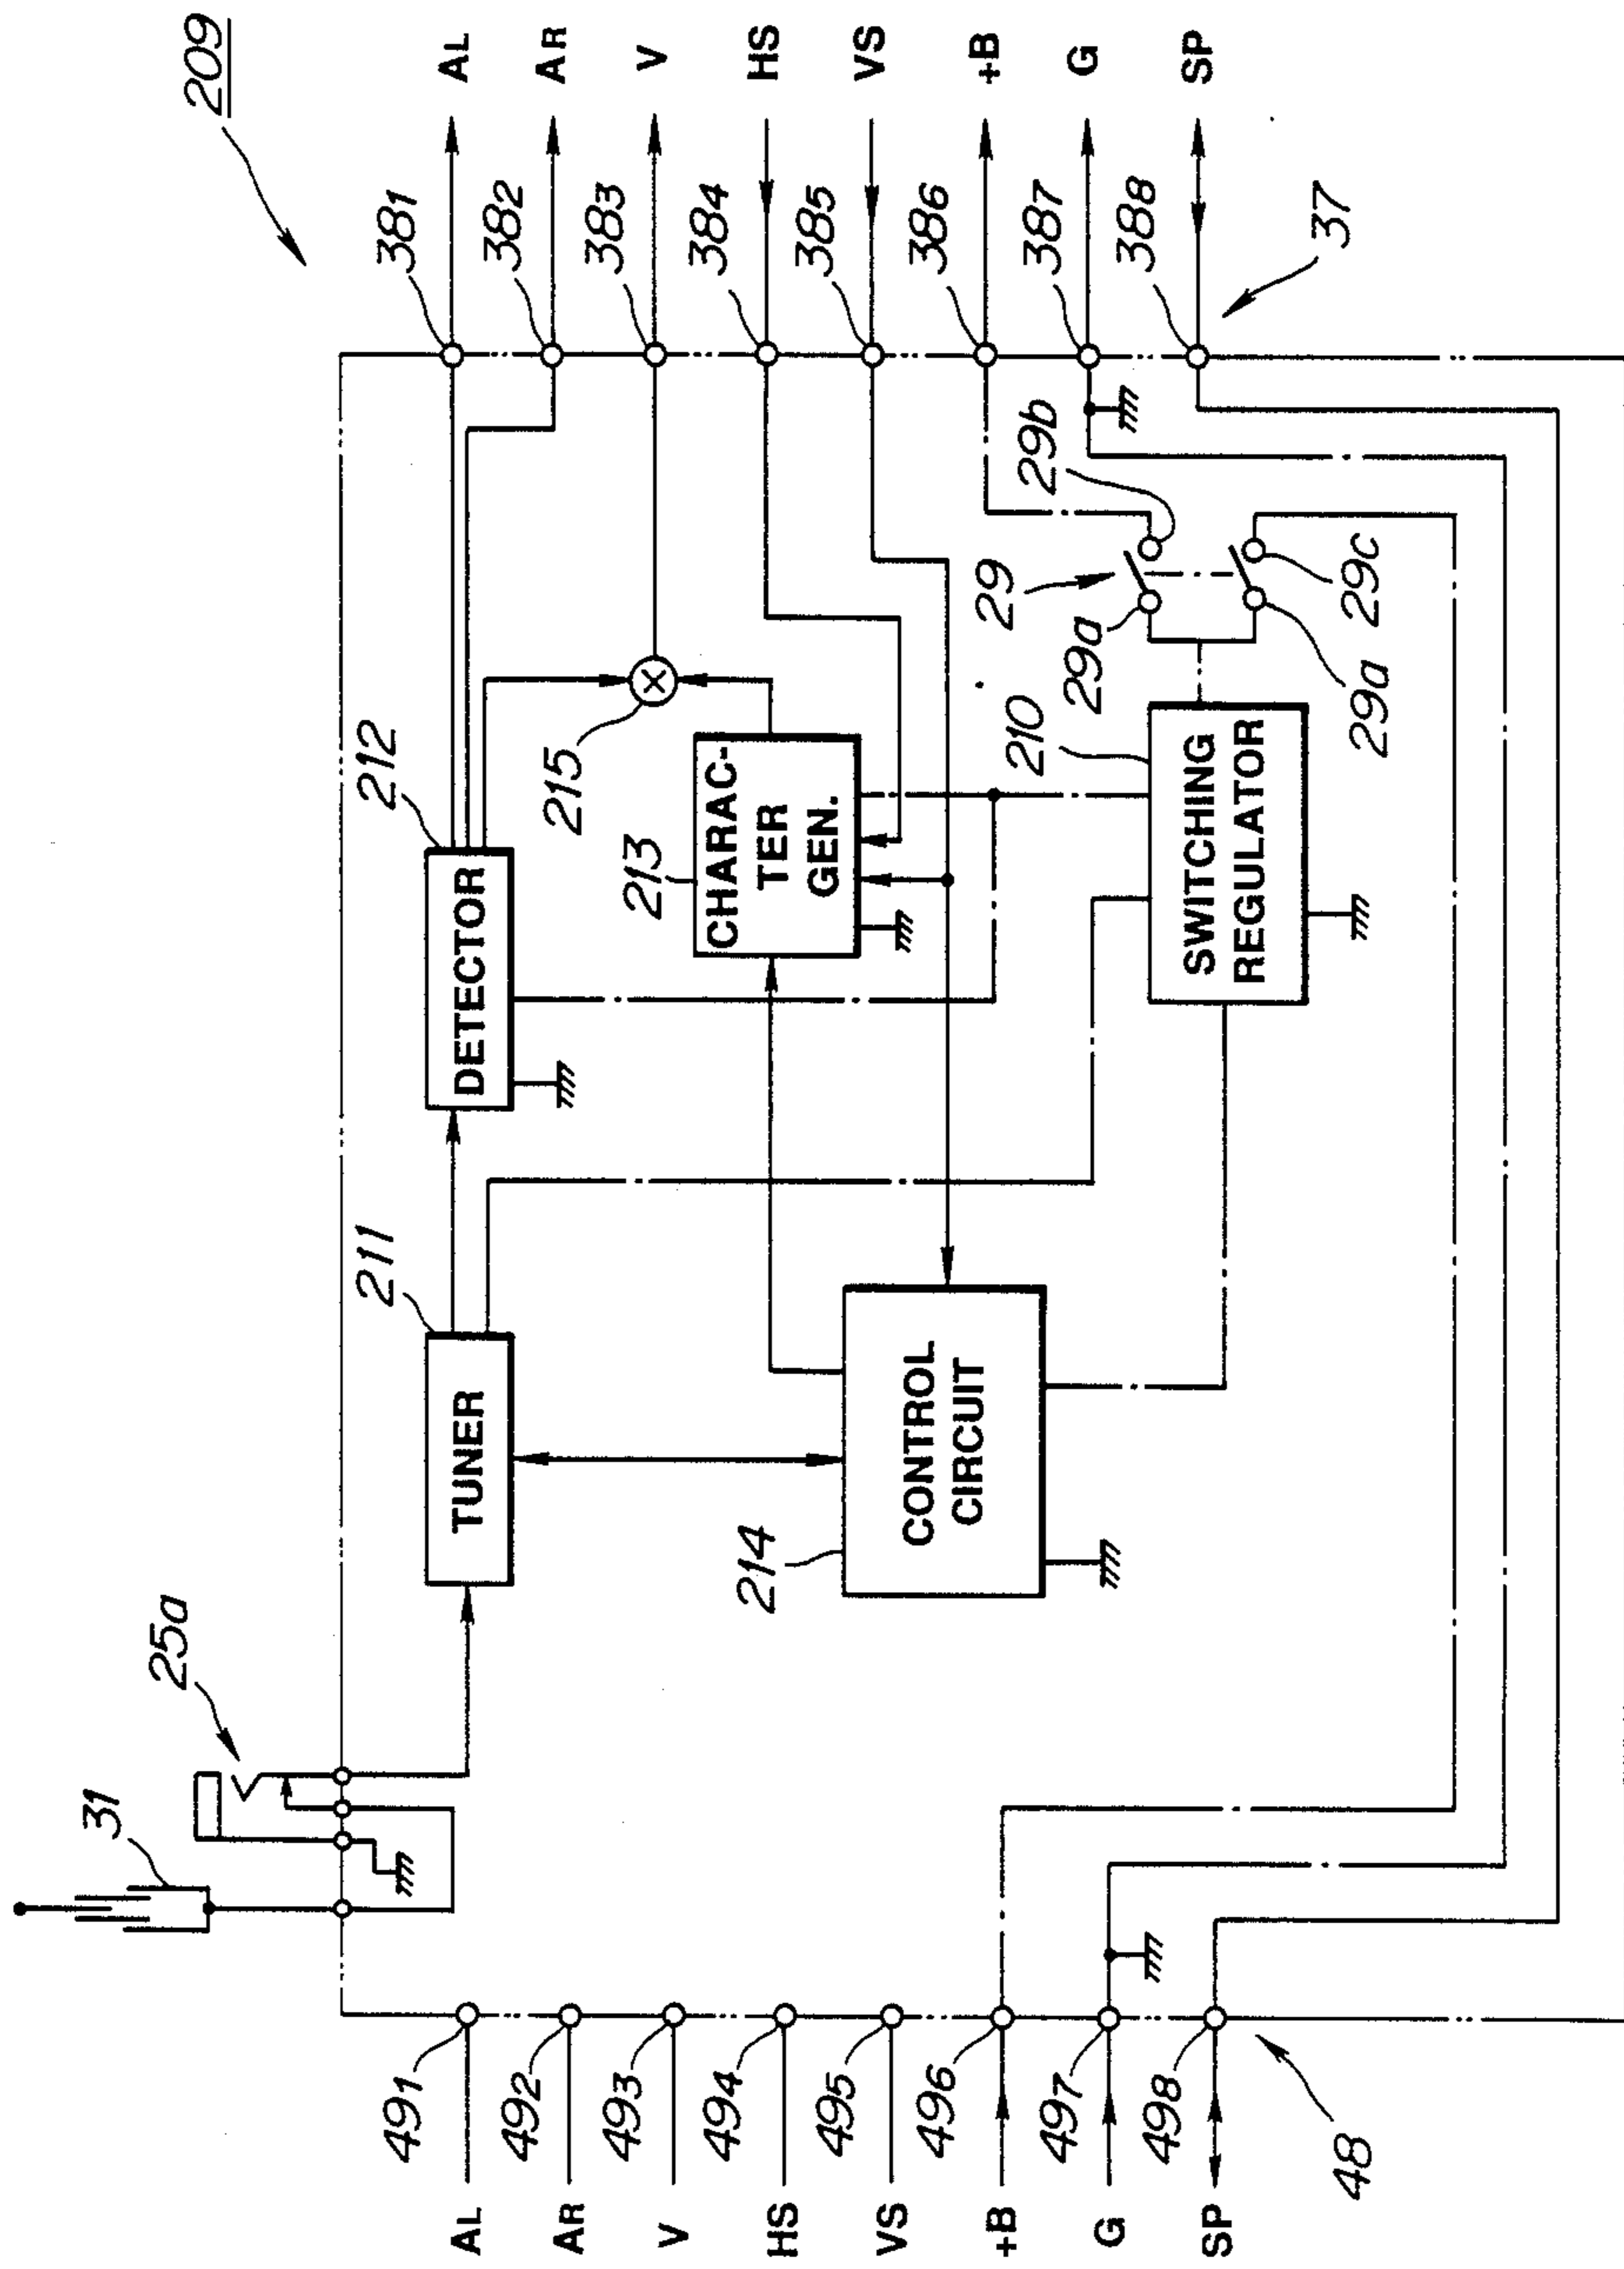 209
31
25a
211
212
AL
AR
V
HS
VS
+B
G
SP
491
492
493
494
495
496
497
498
48
TUNER
DETECTOR
214
CONTROL
CIRCUIT
213
CHARAC-
TER
GEN.
215
210
SWITCHING
REGULATOR
29
29a
29b
29a
29c
381
382
383
384
385
386
387
388
37
AL
AR
V
HS
VS
+B
G
SP